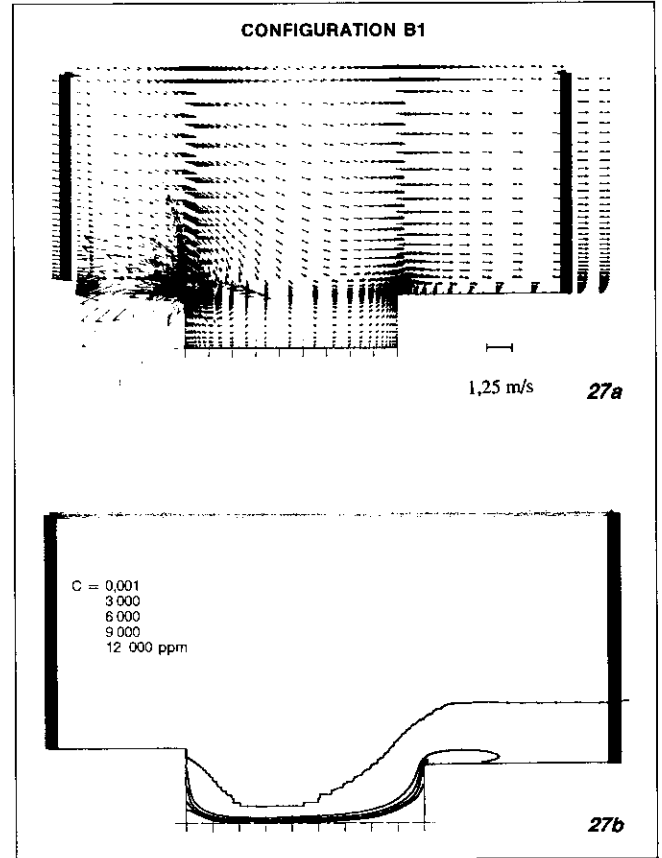 CONFIGURATION B1
1,25 m/s
27a
C = 0,001
3 000
6 000
9 000
12 000 ppm
27b